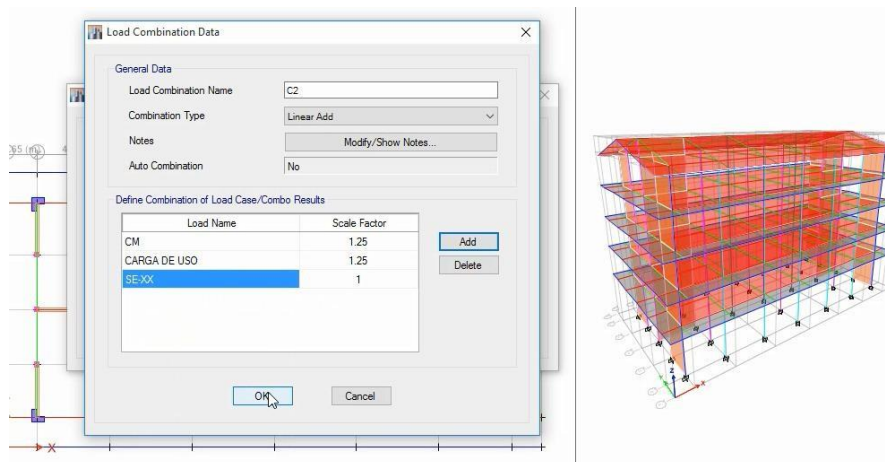 Load Combination Data
General Data
Load Combination Name C2
Combination Type Linear Add
Notes Modify/Show Notes...
Auto Combination No
Define Combination of Load Case/Combo Results
Load Name Scale Factor
CM 1.25 Add
CARGA DE USO 1.25 Delete
SE-XX 1
OK Cancel
X
Z
X